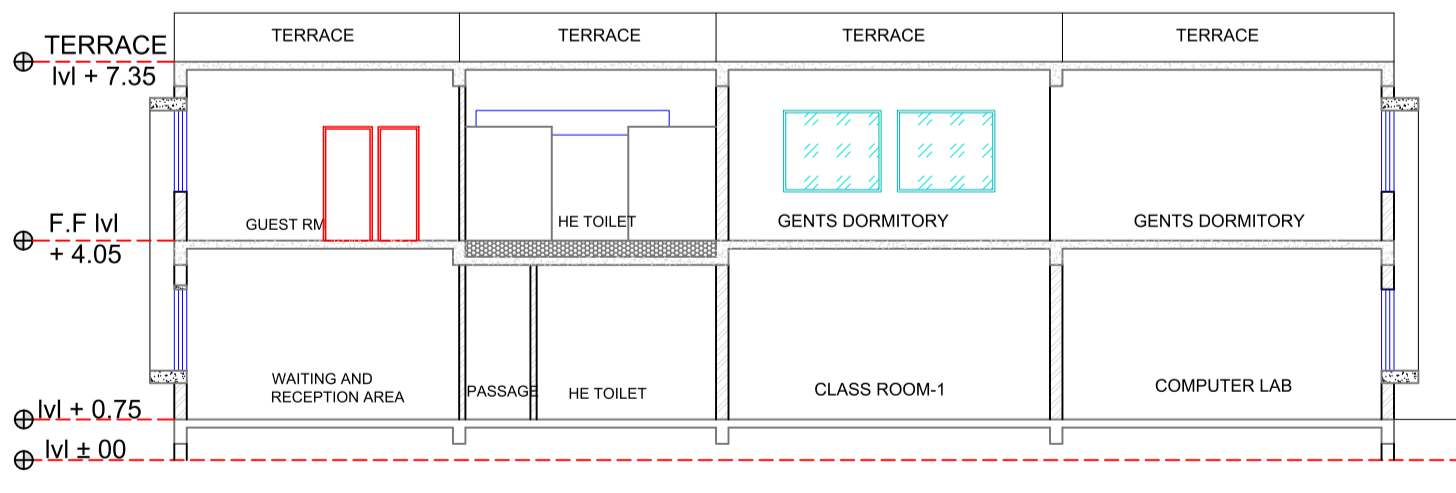 TERRACE
TERRACE
TERRACE
TERRACE
TERRACE
lvl + 7.35
GUEST RM
HE TOILET
GENTS DORMITORY
GENTS DORMITORY
F.F lvl
+ 4.05
WAITING AND
RECEPTION AREA
PASSAGE
HE TOILET
CLASS ROOM-1
COMPUTER LAB
lvl + 0.75
lvl ± 00